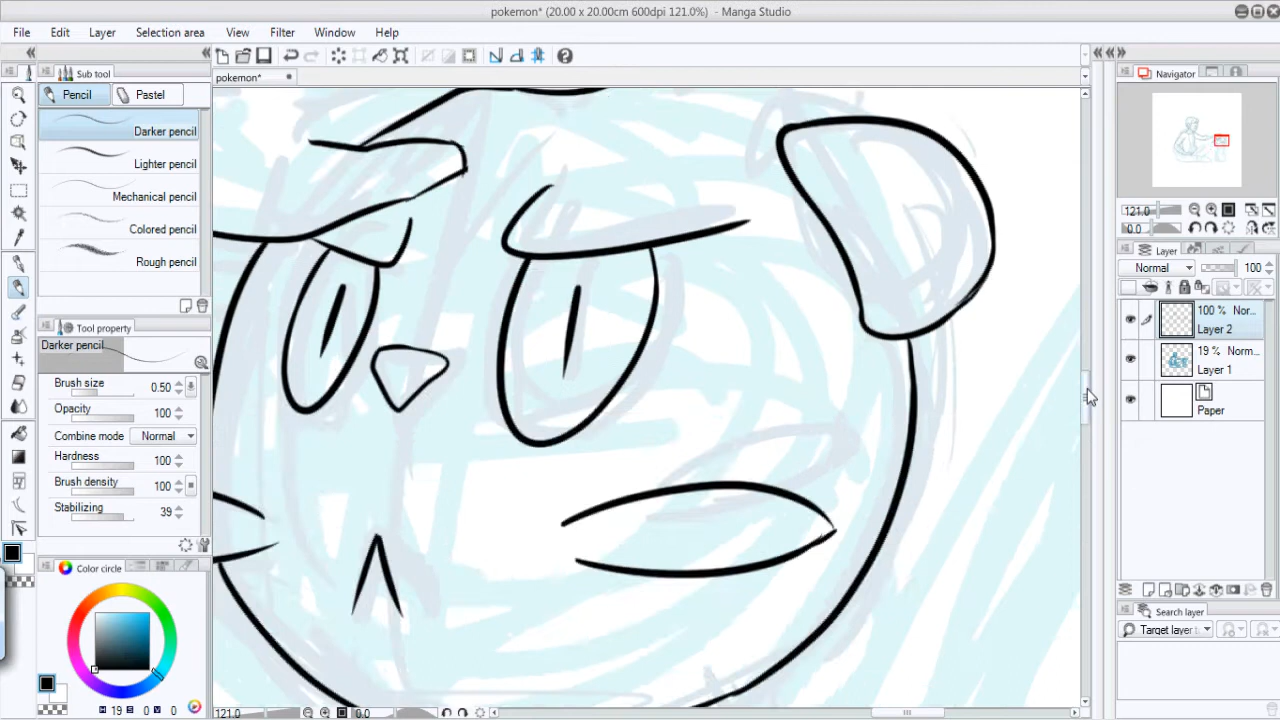 pokemon* (20.00 x 20.00cm 600dpi 121.0%) - Manga Studio
File Edit Layer Selection area View Filter Window Help
Sub tool
pokemon*
Navigator
Pencil Pastel
Darker pencil
Lighter pencil
Mechanical pencil
Colored pencil
Rough pencil
121.0
0.0
Layer
Normal 100
100 % Nor...
Layer 2
19 % Norm...
Layer 1
Paper
Tool property
Darker pencil
Brush size 0.50
Opacity 100
Combine mode Normal
Hardness 100
Brush density 100
Stabilizing 39
Color circle
Search layer
Target layer
H 19 S 0 V 0
121.0 0.0